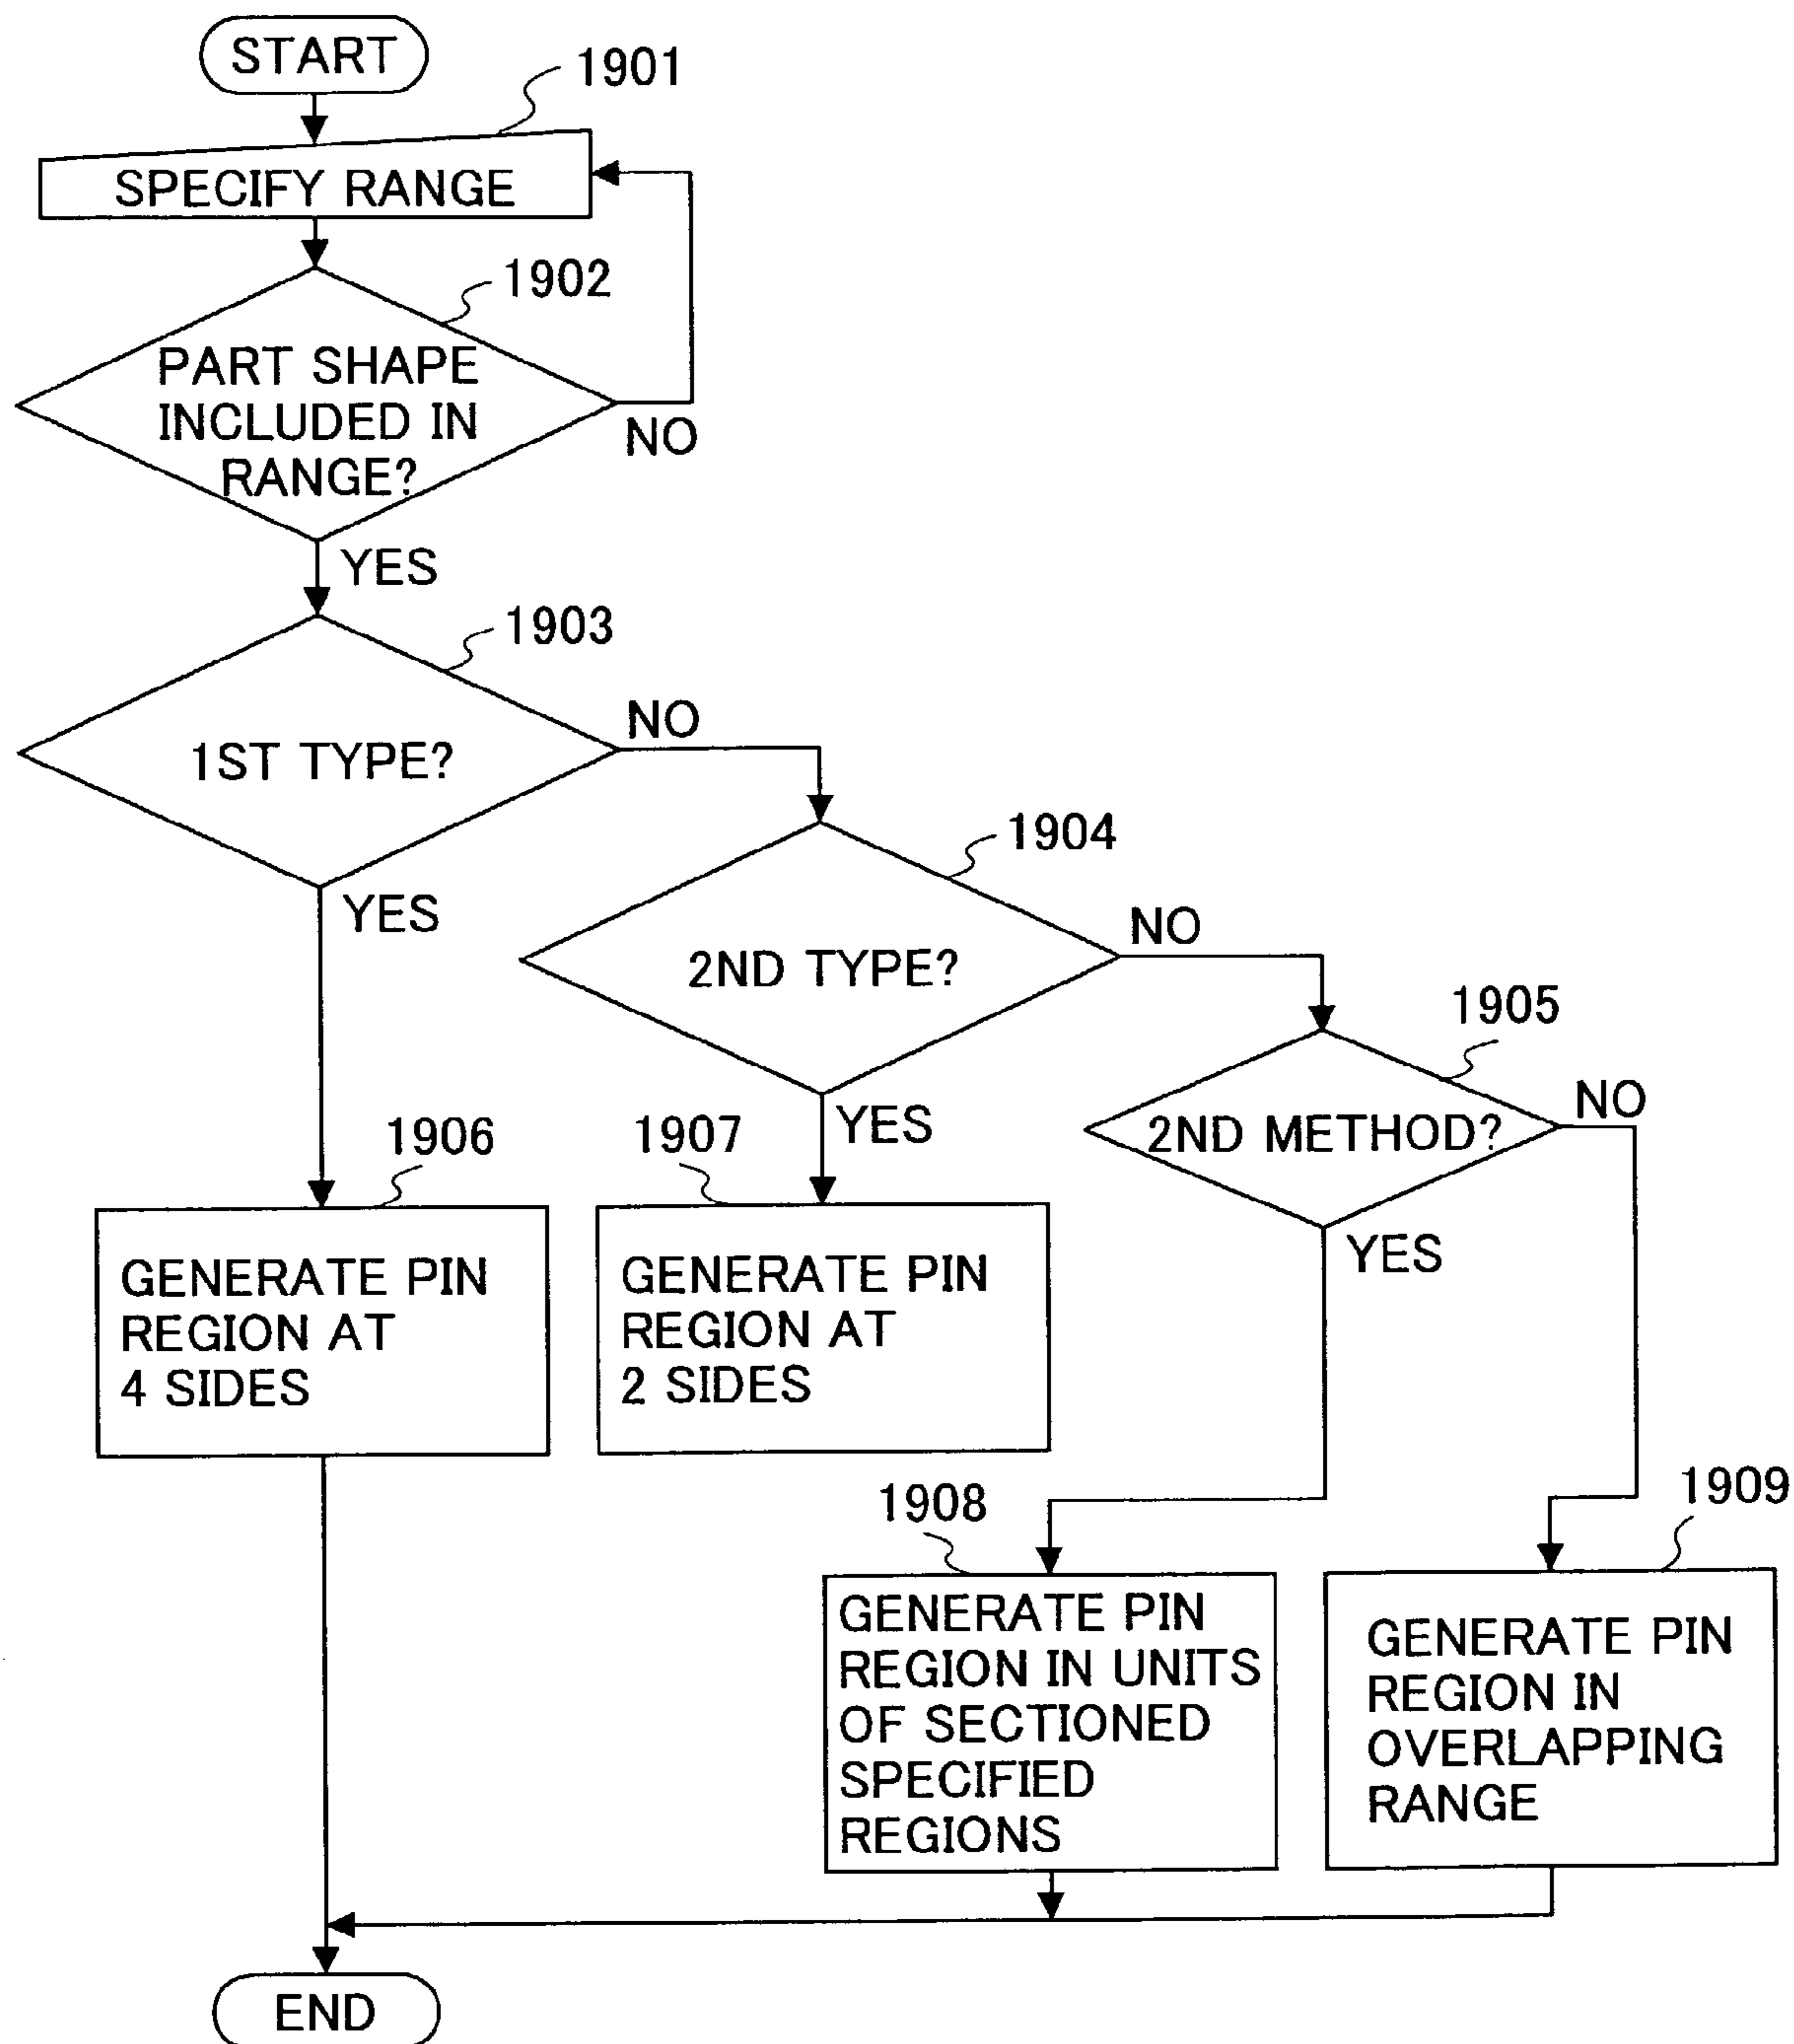 START
1901
SPECIFY RANGE
1902
PART SHAPE
INCLUDED IN
RANGE?
NO
YES
1903
1ST TYPE?
NO
YES
1904
2ND TYPE?
NO
YES
1905
2ND METHOD?
NO
YES
1906
GENERATE PIN
REGION AT
4 SIDES
1907
GENERATE PIN
REGION AT
2 SIDES
1908
GENERATE PIN
REGION IN UNITS
OF SECTIONED
SPECIFIED
REGIONS
1909
GENERATE PIN
REGION IN
OVERLAPPING
RANGE
END